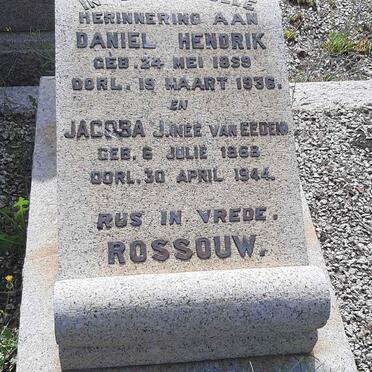 HERINNERING AAN
DANIEL HENDRIK
GEB. 24 MEI 1859
OORL. 19 MAART 1936.
EN
JACOBA J. (NEE VAN EEDEN)
GEB. 6 JULIE 1868
OORL. 30 APRIL 1944.
RUS IN VREDE.
ROSSOUW.